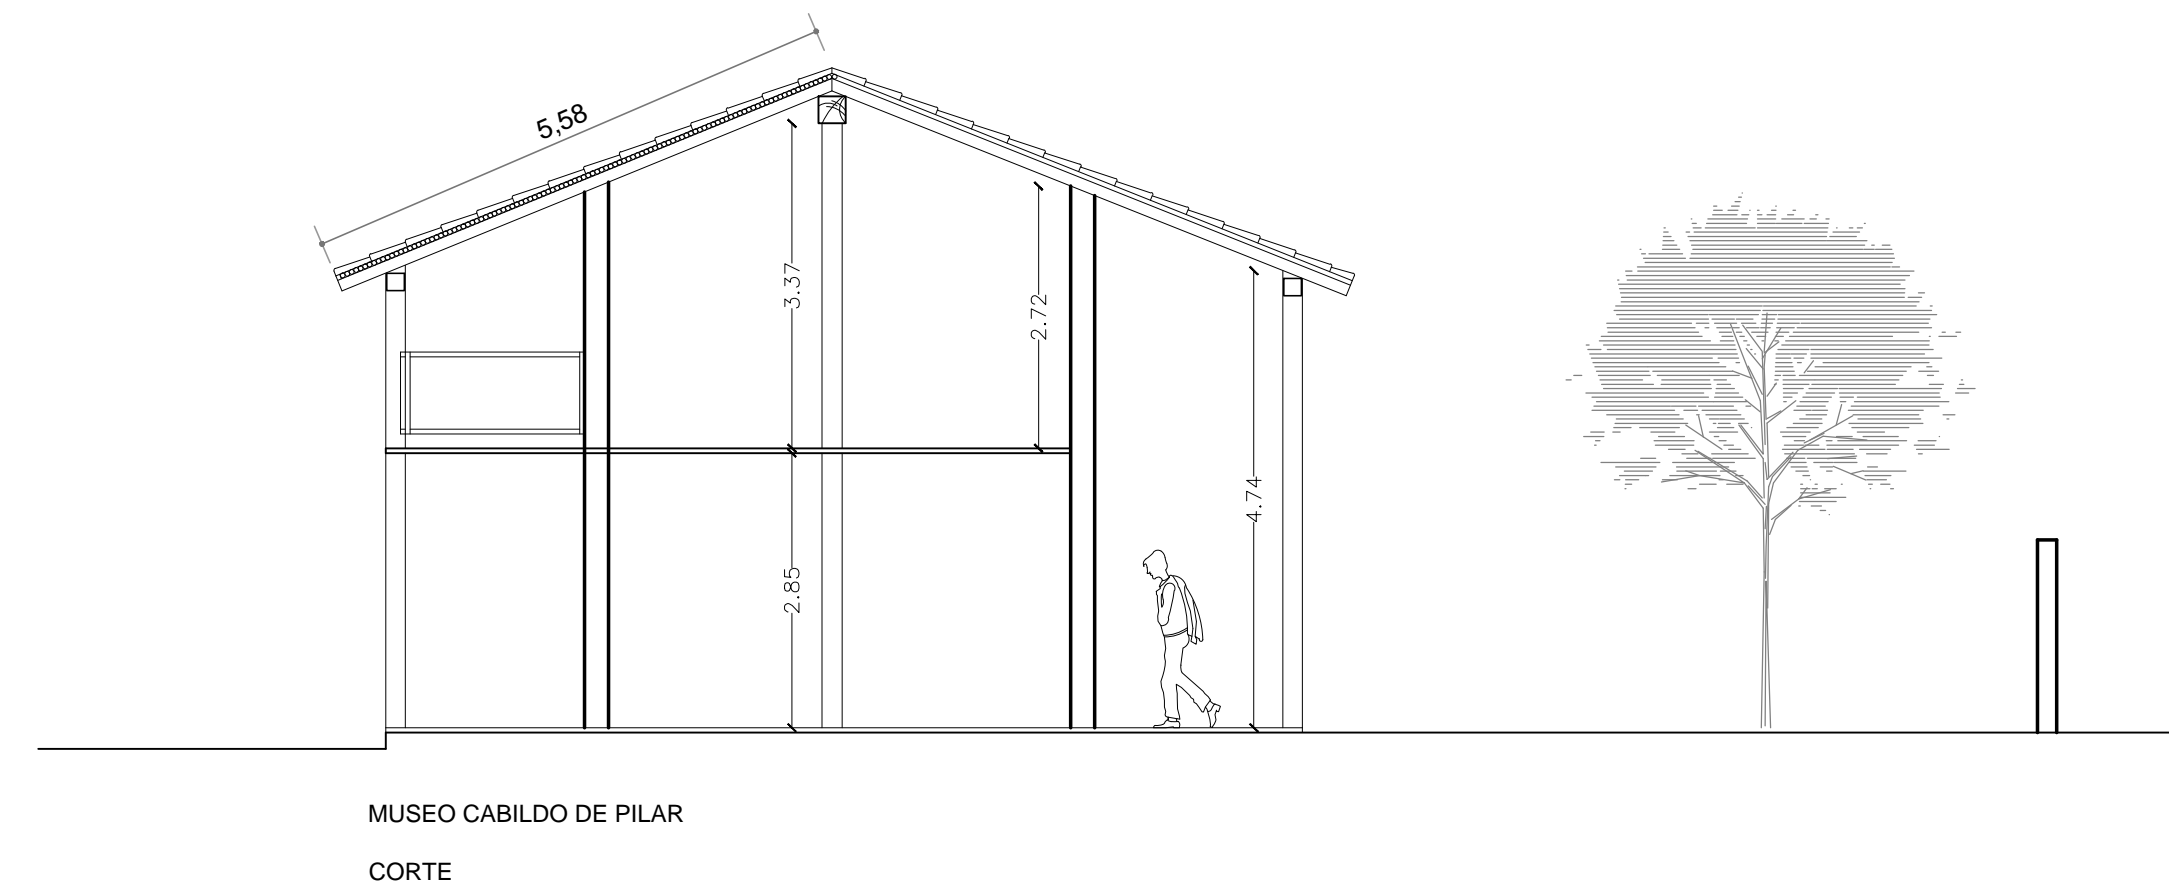 5,58
3.37
2.72
4.74
2.85
MUSEO CABILDO DE PILAR
CORTE